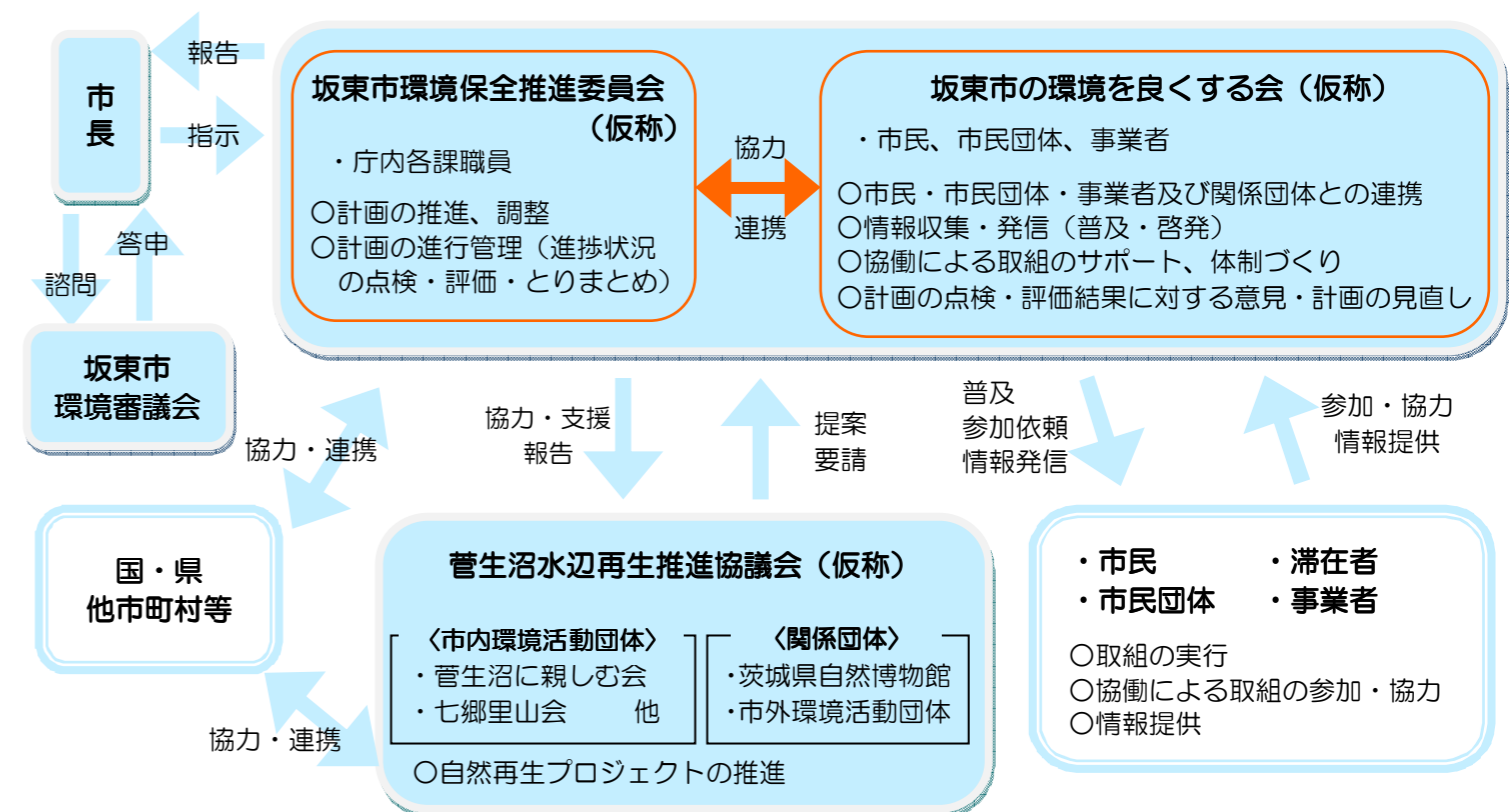 報告
市
長
指示
諮問
答申
坂東市
環境審議会
坂東市環境保全推進委員会
(仮称)
・庁内各課職員
○計画の推進、調整
○計画の進行管理(進捗状況
の点検・評価・とりまとめ)
協力
連携
坂東市の環境を良くする会(仮称)
・市民、市民団体、事業者
○市民・市民団体・事業者及び関係団体との連携
○情報収集・発信(普及・啓発)
○協働による取組のサポート、体制づくり
○計画の点検・評価結果に対する意見・計画の見直し
協力・連携
協力・支援
報告
提案
要請
普及
参加依頼
情報発信
参加・協力
情報提供
国・県
他市町村等
協力・連携
菅生沼水辺再生推進協議会(仮称)
〈市内環境活動団体〉
・菅生沼に親しむ会
・七郷里山会 他
〈関係団体〉
・茨城県自然博物館
・市外環境活動団体
○自然再生プロジェクトの推進
・市民 ・滞在者
・市民団体 ・事業者
○取組の実行
○協働による取組の参加・協力
○情報提供